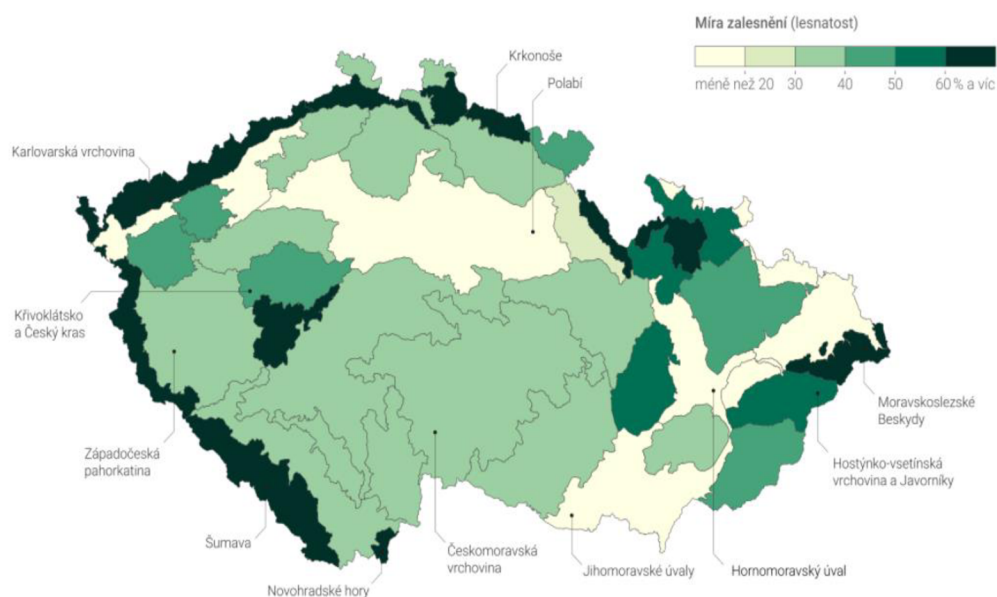 Míra zalesnění (lesnatost)
méně než 20 30 40 50 60 % a víc
Krkonoše
Polabí
Karlovarská vrchovina
Křivoklátsko
a Český kras
Západočeská
pahorkatina
Šumava
Novohradské hory
Českomoravská
vrchovina
Jihomoravské úvaly
Hornomoravský úval
Hostýnko-vsetínská
vrchovina a Javorníky
Moravskoslezské
Beskydy